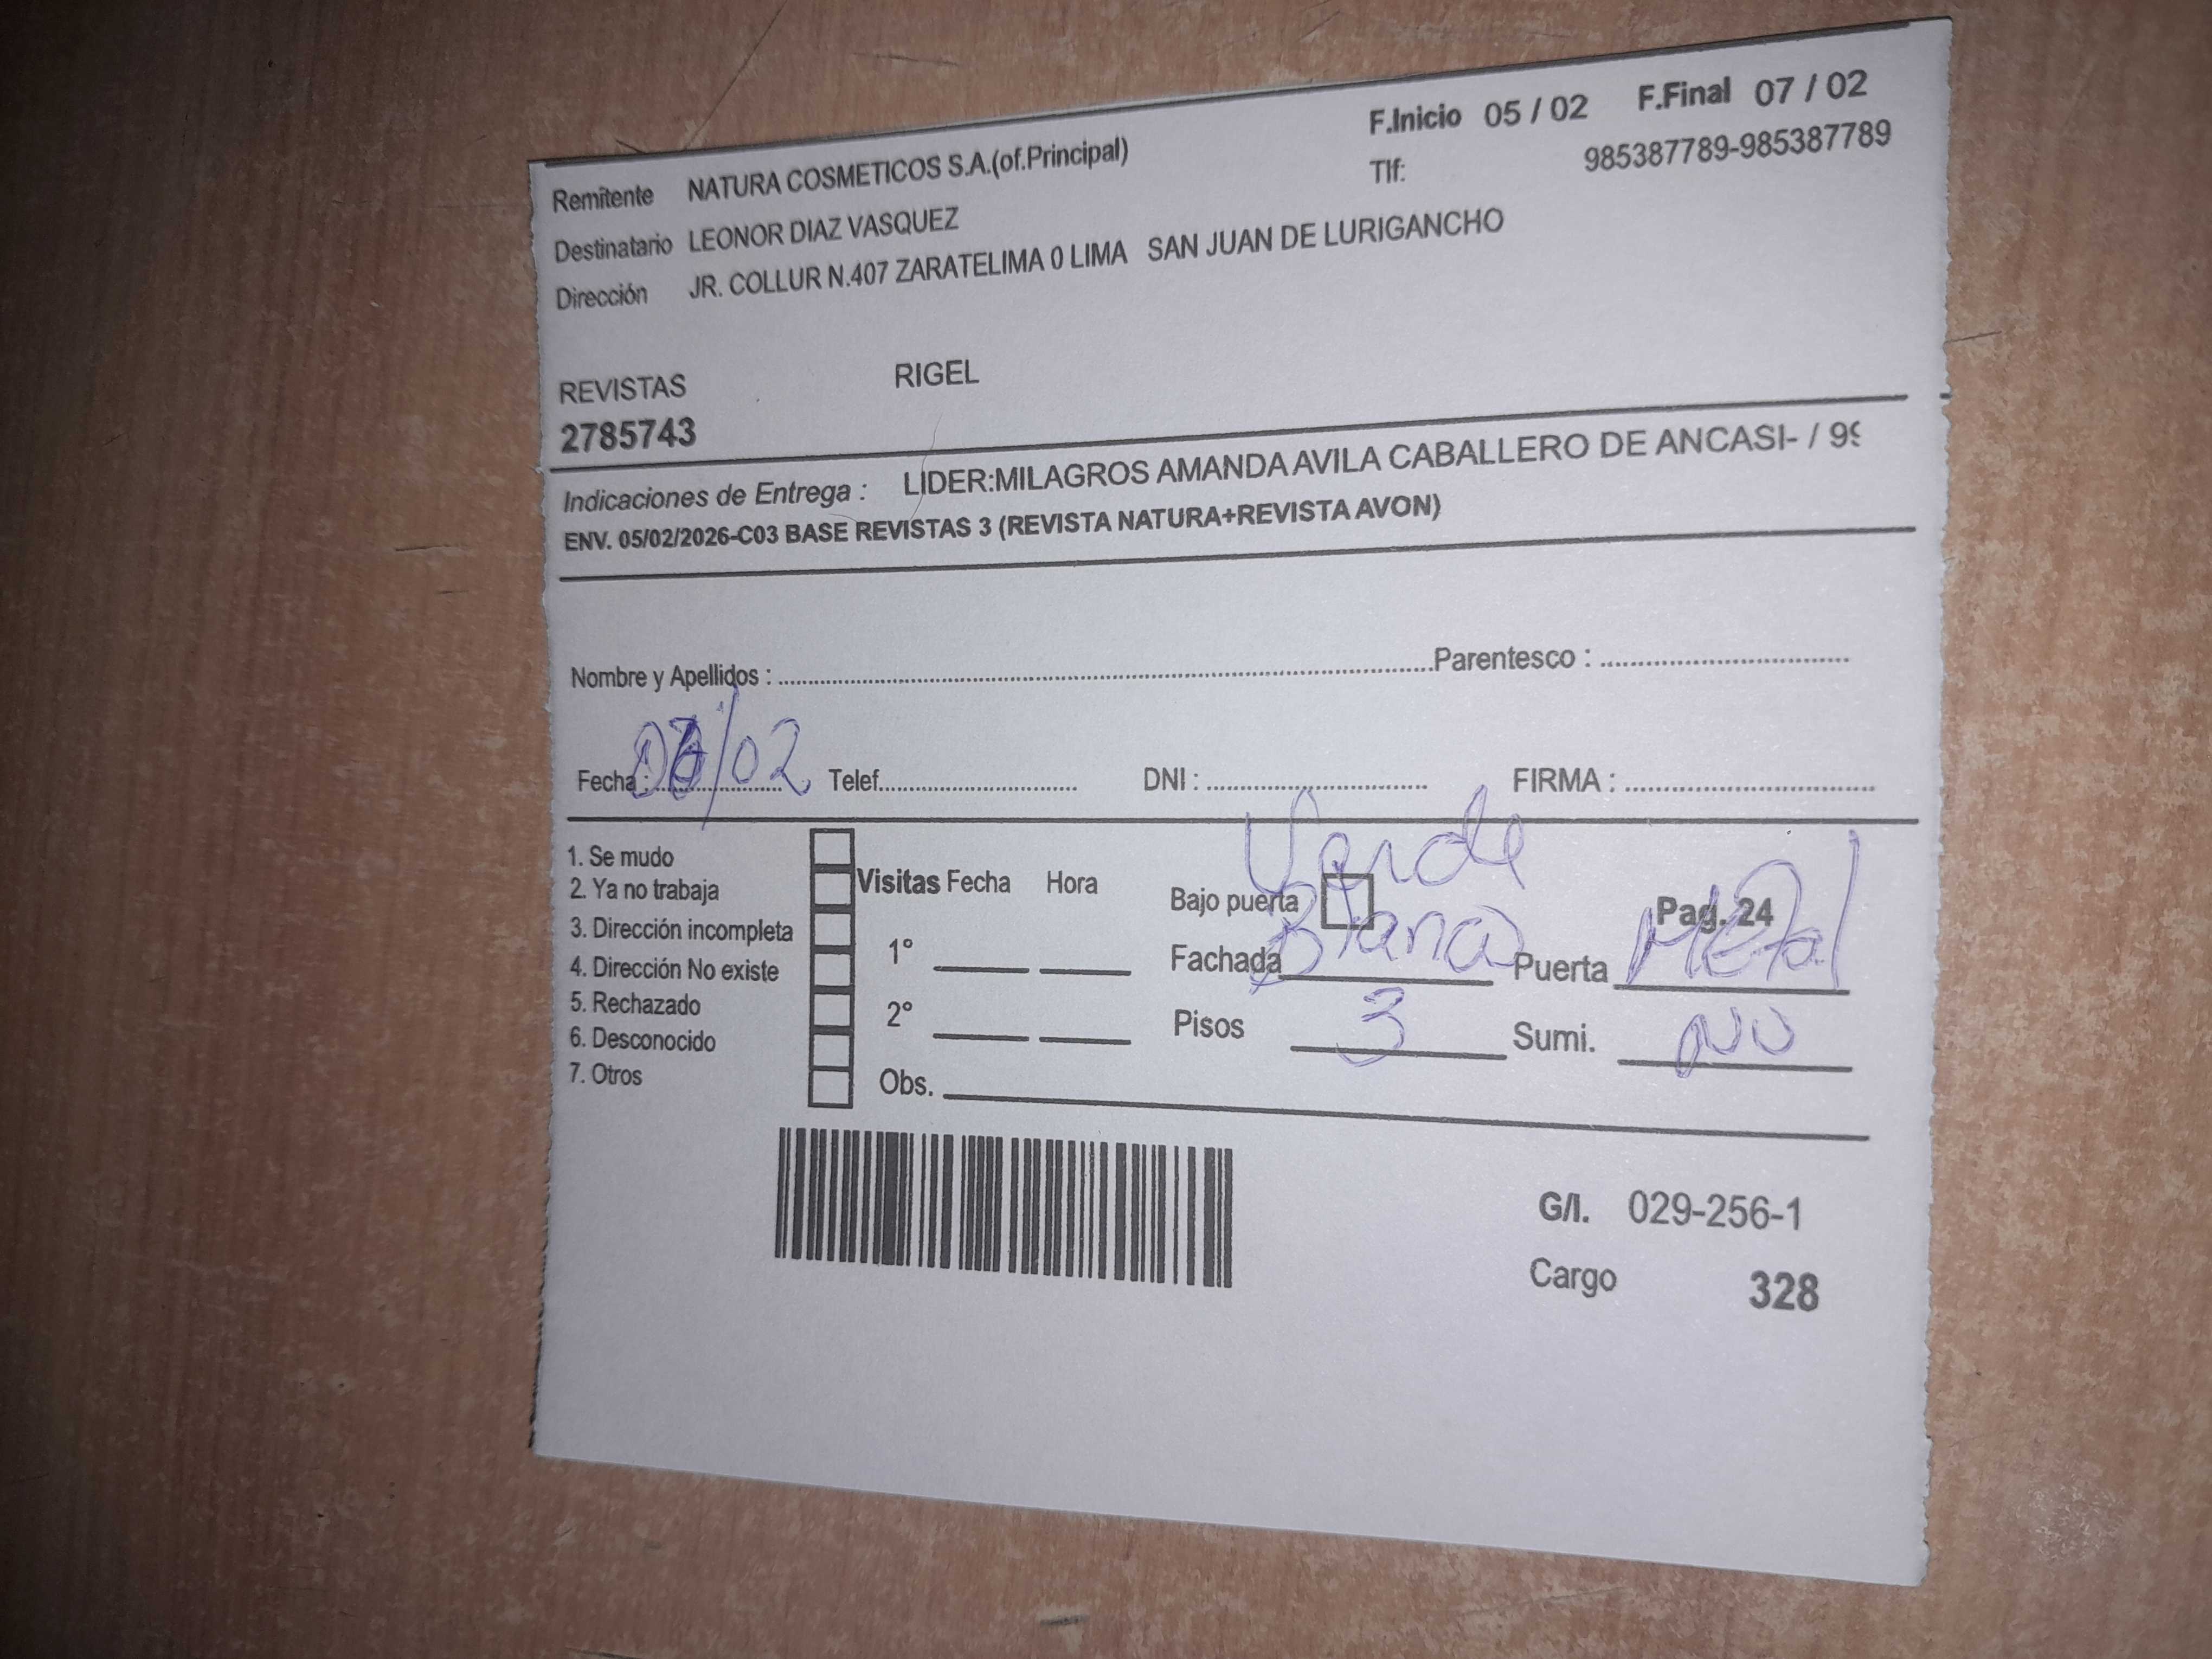 F.Inicio 05 / 02 F.Final 07 / 02
Remitente NATURA COSMETICOS S.A.(of.Principal) Tlf: 985387789-985387789
Destinatario LEONOR DIAZ VASQUEZ
Dirección JR. COLLUR N.407 ZARATELIMA 0 LIMA SAN JUAN DE LURIGANCHO
REVISTAS RIGEL
2785743
Indicaciones de Entrega : LIDER:MILAGROS AMANDA AVILA CABALLERO DE ANCASI- / 99
ENV. 05/02/2026-C03 BASE REVISTAS 3 (REVISTA NATURA+REVISTA AVON)
Nombre y Apellidos : Parentesco :
Fecha : /02 Telef. DNI : FIRMA :
Verde
1. Se mudo
2. Ya no trabaja
3. Dirección incompleta
4. Dirección No existe
5. Rechazado
6. Desconocido
7. Otros
Visitas Fecha Hora
1°
2°
Obs.
Bajo puerta Pag. 24
Fachada Blanco Puerta Metal
Pisos 3 Sumi. NO
G/I. 029-256-1
Cargo 328